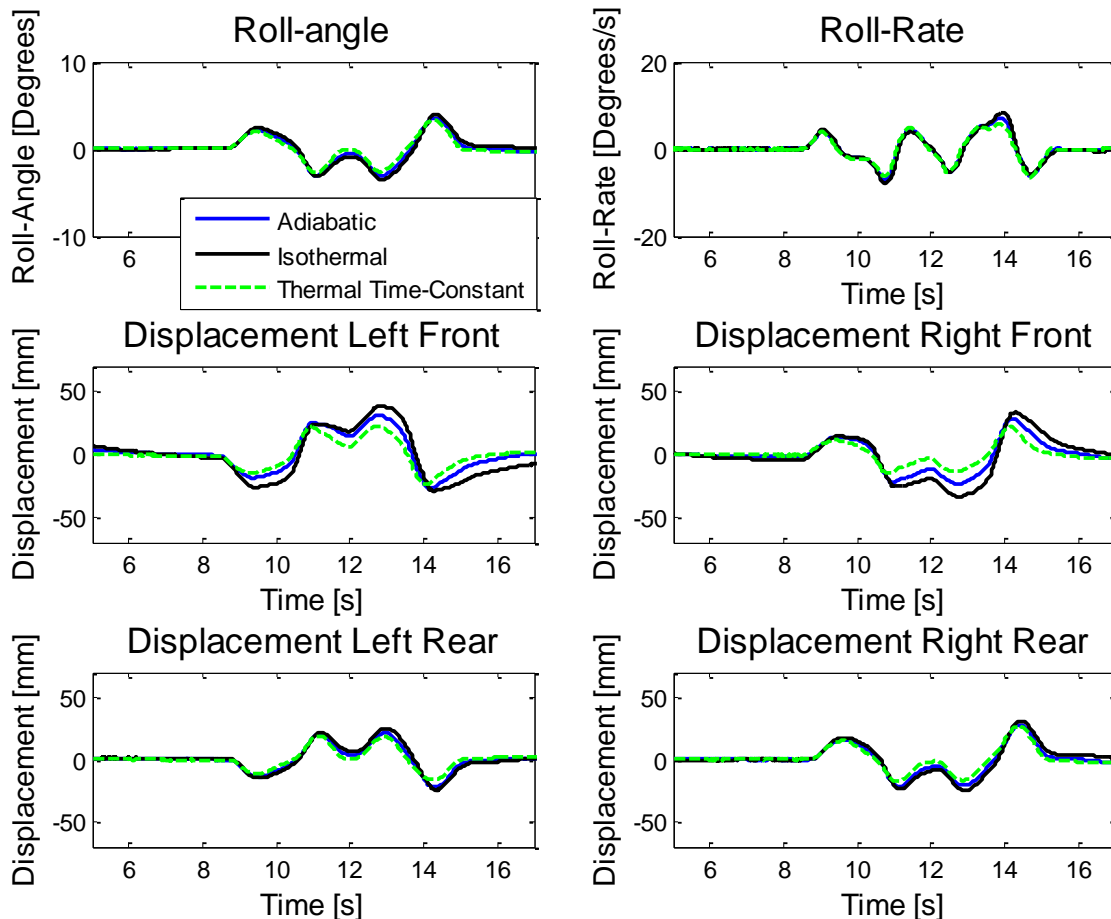 Roll-angle
Roll-Angle [Degrees]
10
0
-10
6
Adiabatic
Isothermal
Thermal Time-Constant
Roll-Rate
Roll-Rate [Degrees/s]
20
0
-20
6 8 10 12 14 16
Time [s]
Displacement Left Front
Displacement [mm]
50
0
-50
6 8 10 12 14 16
Time [s]
Displacement Right Front
Displacement [mm]
50
0
-50
6 8 10 12 14 16
Time [s]
Displacement Left Rear
Displacement [mm]
50
0
-50
6 8 10 12 14 16
Time [s]
Displacement Right Rear
Displacement [mm]
50
0
-50
6 8 10 12 14 16
Time [s]